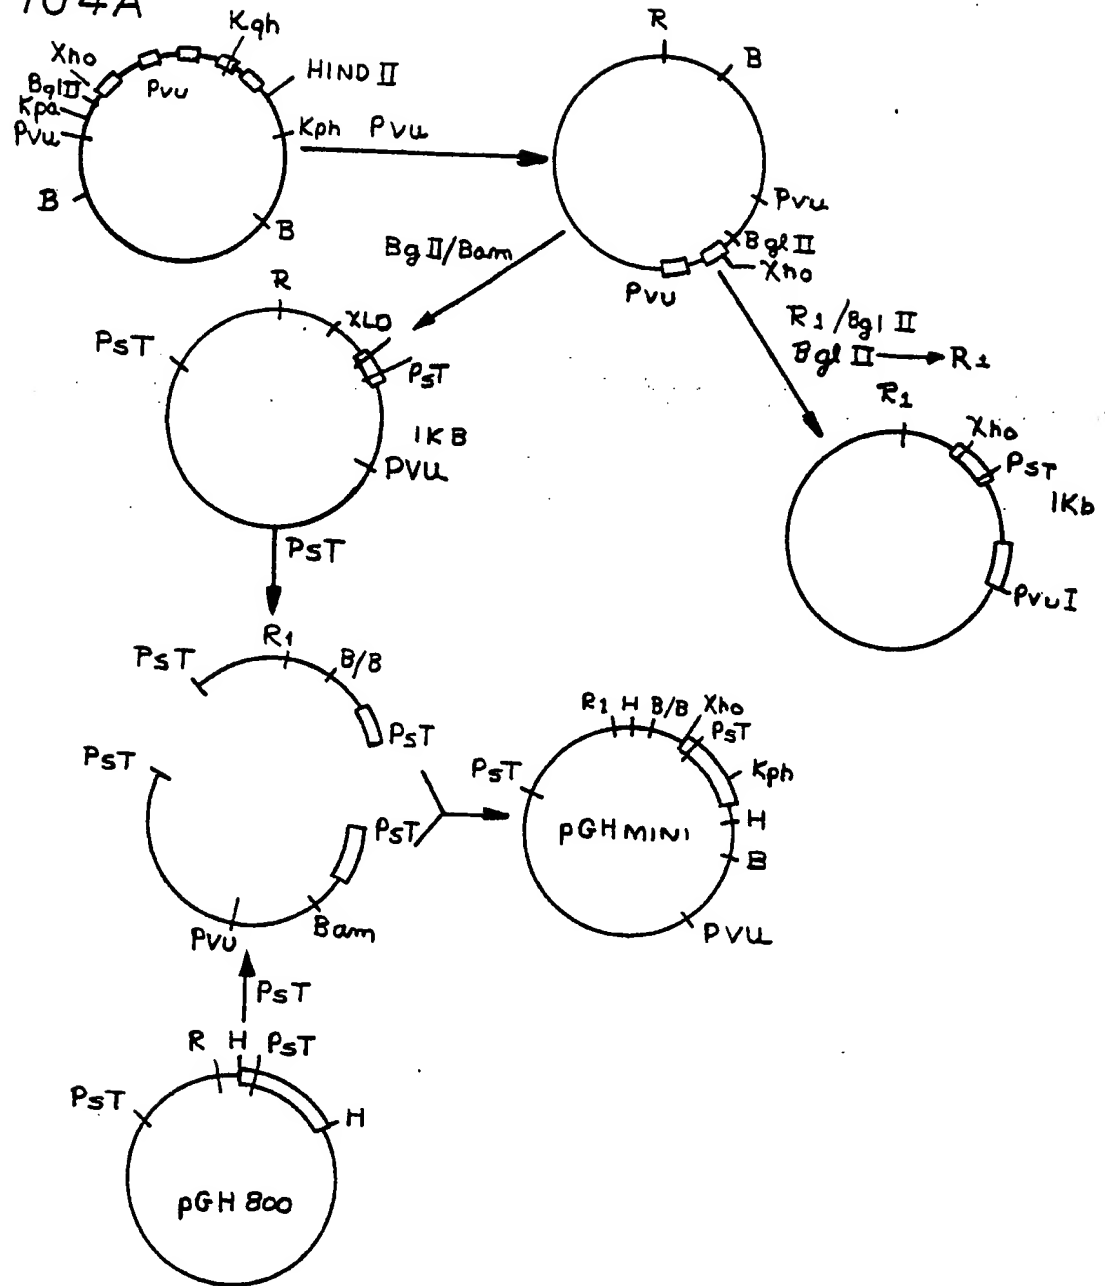 104A
Kqh
Xho
BglII
Kpa
Pvu
Pvu
HIND II
Kph
B
B
Pvu
R
B
Pvu
Bgl II
Xho
Pvu
Bg II/Bam
R1/Bgl II
Bgl II R1
R
XLO
PsT
PsT
1KB
PVU
PsT
R1
Xho
PsT
1Kb
PvuI
PsT
R1
B/B
PsT
PsT
PsT
Bam
Pvu
PsT
R1 H B/B Xho
PsT
PsT
Kph
H
B
pGH MINI
PVU
R H PsT
PsT
H
pGH 800